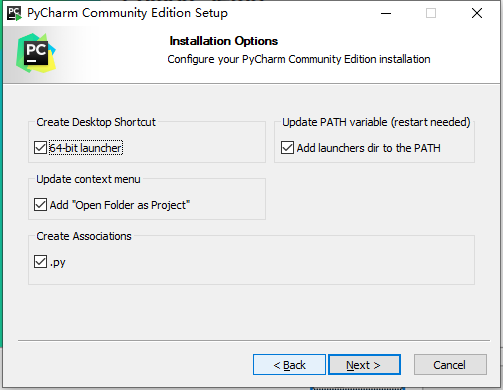 PC PyCharm Community Edition Setup
PC
Installation Options
Configure your PyCharm Community Edition installation
Create Desktop Shortcut
64-bit launcher
Update PATH variable (restart needed)
Add launchers dir to the PATH
Update context menu
Add "Open Folder as Project"
Create Associations
.py
< Back
Next >
Cancel